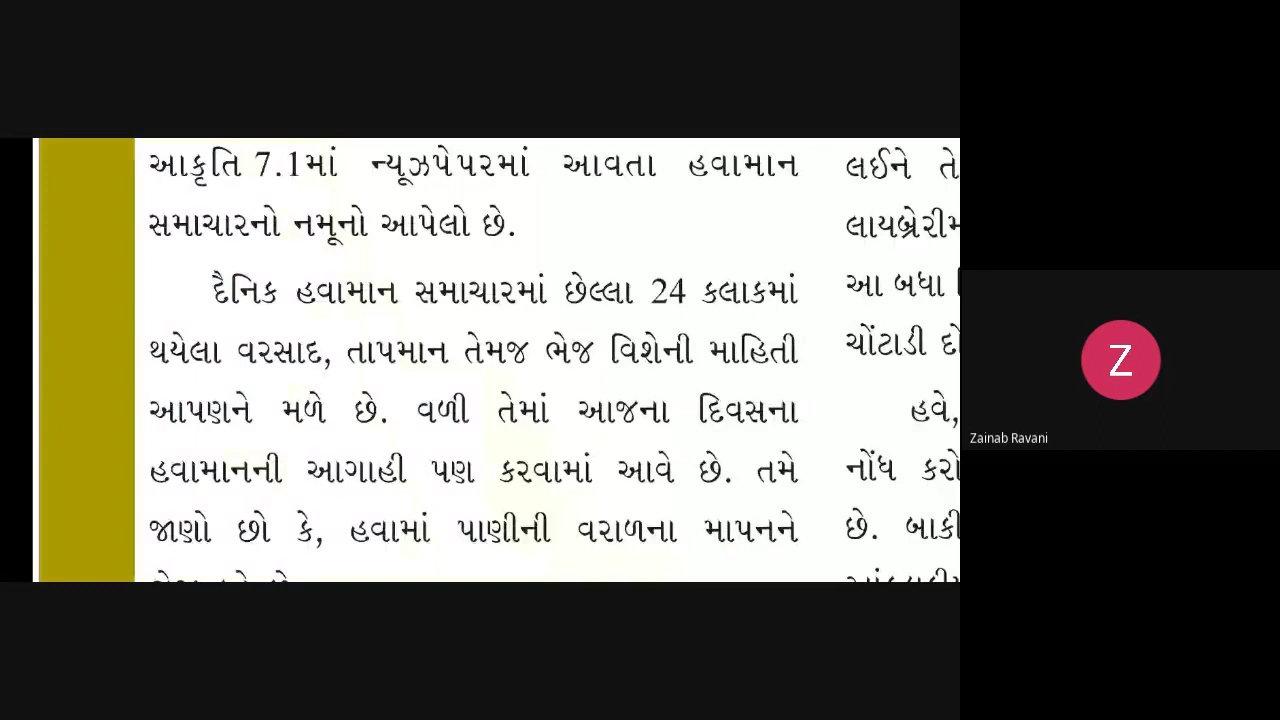 આકૃતિ 7.1માં ન્યૂઝપેપરમાં આવતા હવામાન
સમાચારનો નમૂનો આપેલો છે.
દૈનિક હવામાન સમાચારમાં છેલ્લા 24 કલાકમાં
થયેલા વરસાદ, તાપમાન તેમજ ભેજ વિશેની માહિતી
આપણને મળે છે. વળી તેમાં આજના દિવસના
હવામાનની આગાહી પણ કરવામાં આવે છે. તમે
જાણો છો કે, હવામાં પાણીની વરાળના માપનને
લઈને તે
આ બધા
ચોંટાડી
હવે,
નોંધ કરો
છે. બાકી
Z
Zainab Ravani